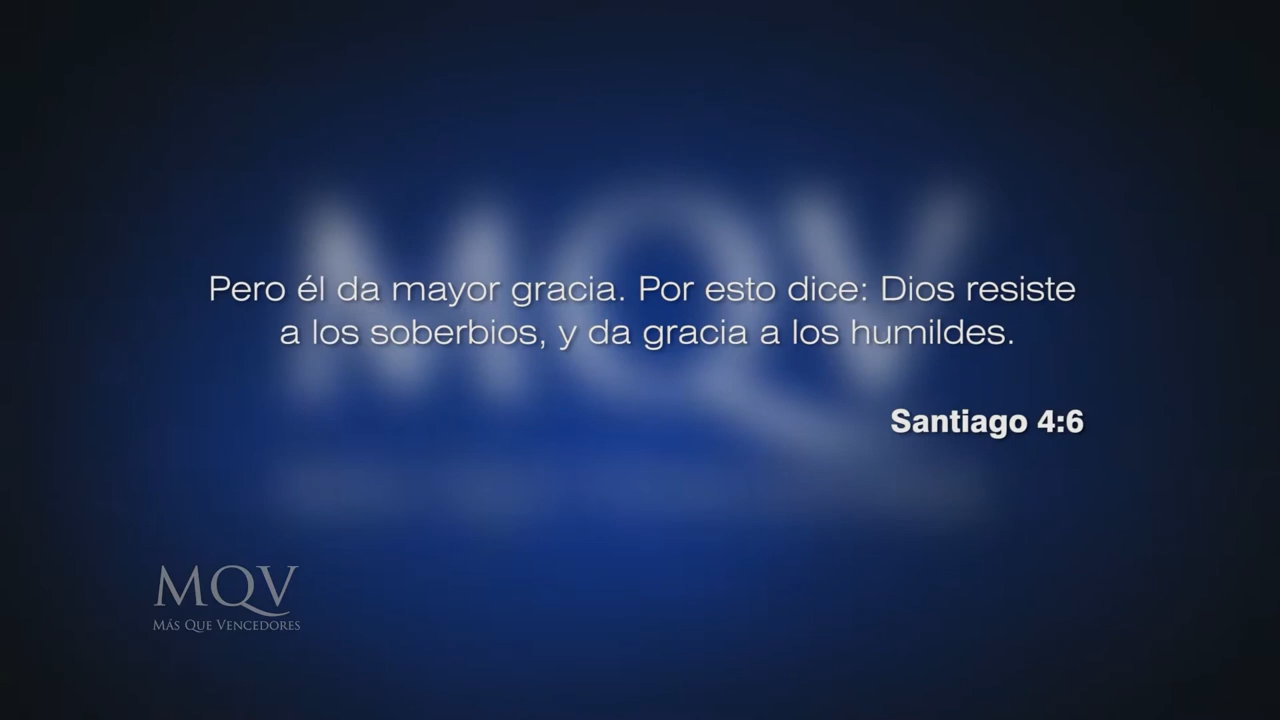 Pero él da mayor gracia. Por esto dice: Dios resiste
a los soberbios, y da gracia a los humildes.
Santiago 4:6
MQV
MÁS QUE VENCEDORES